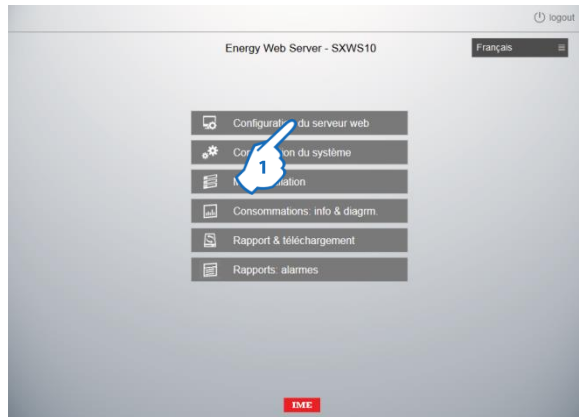 logout
Energy Web Server - SXWS10
Français
Configuration du serveur web
du système
1
Consommations: info & diagrm.
Rapport & téléchargement
Rapports: alarmes
IME